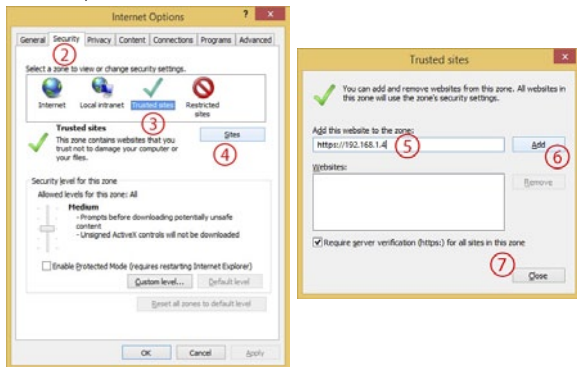 Internet Options
?
x
General Security Privacy Content Connections Programs Advanced
2
Select a zone to view or change security settings.
Internet Local intranet Trusted sites Restricted
sites
3
Trusted sites
This zone contains websites that you
trust not to damage your computer or
your files.
Sites
4
Security level for this zone
Allowed levels for this zone: All
Medium
- Prompts before downloading potentially unsafe
content
- Unsigned ActiveX controls will not be downloaded
Enable Protected Mode (requires restarting Internet Explorer)
Custom level... Default level
Reset all zones to default level
OK Cancel Apply
Trusted sites
x
You can add and remove websites from this zone. All websites in
this zone will use the zone's security settings.
Add this website to the zone:
https://192.168.1.4
5
Add
6
Websites:
Remove
Require server verification (https:) for all sites in this zone
7
Close